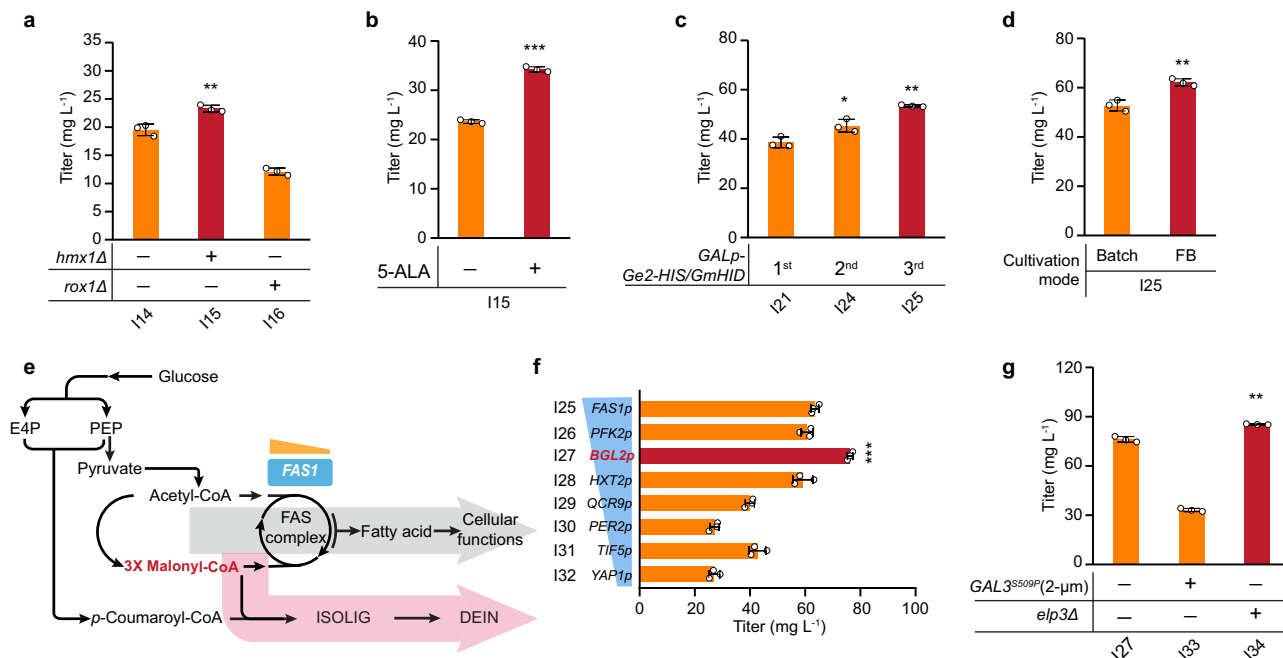 a
35
30
25
20
15
10
5
0
Titer (mg L⁻¹)
**
hmx1Δ – + –
rox1Δ – – +
I14 I15 I16
b
60
40
20
0
Titer (mg L⁻¹)
***
5-ALA – +
I15
c
80
60
40
20
0
Titer (mg L⁻¹)
*
**
GALp-
Ge2-HIS/GmHID 1st 2nd 3rd
I21 I24 I25
d
80
60
40
20
0
Titer (mg L⁻¹)
**
Cultivation
mode
Batch FB
I25
e
Glucose
E4P PEP
Pyruvate
Acetyl-CoA
FAS1
FAS
complex
Fatty acid
Cellular
functions
3X Malonyl-CoA
p-Coumaroyl-CoA
ISOLIG
DEIN
f
I25 FAS1p
I26 PFK2p
I27 BGL2p ***
I28 HXT2p
I29 QCR9p
I30 PER2p
I31 TIF5p
I32 YAP1p
0 20 40 60 80 100
Titer (mg L⁻¹)
g
120
90
60
30
0
Titer (mg L⁻¹)
**
GAL3S509P(2-μm) – + –
elp3Δ – – +
I27 I33 I34